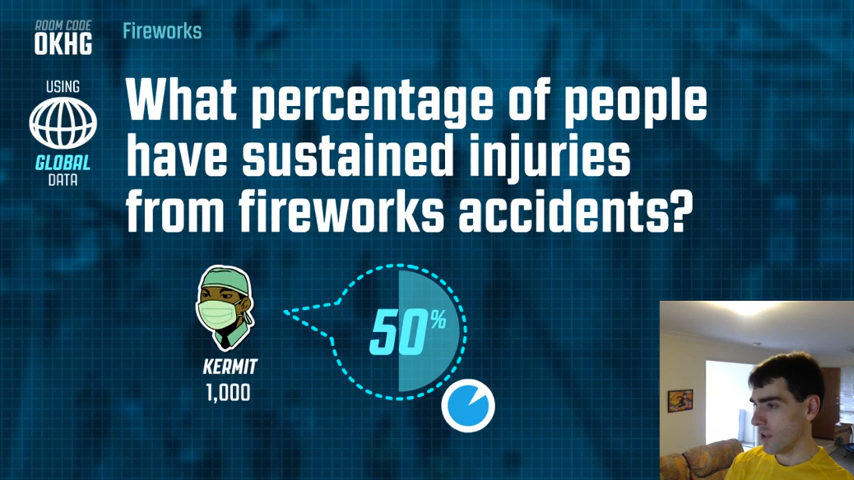 ROOM CODE
OKHG
Fireworks
USING
GLOBAL
DATA
What percentage of people
have sustained injuries
from fireworks accidents?
50%
KERMIT
1,000